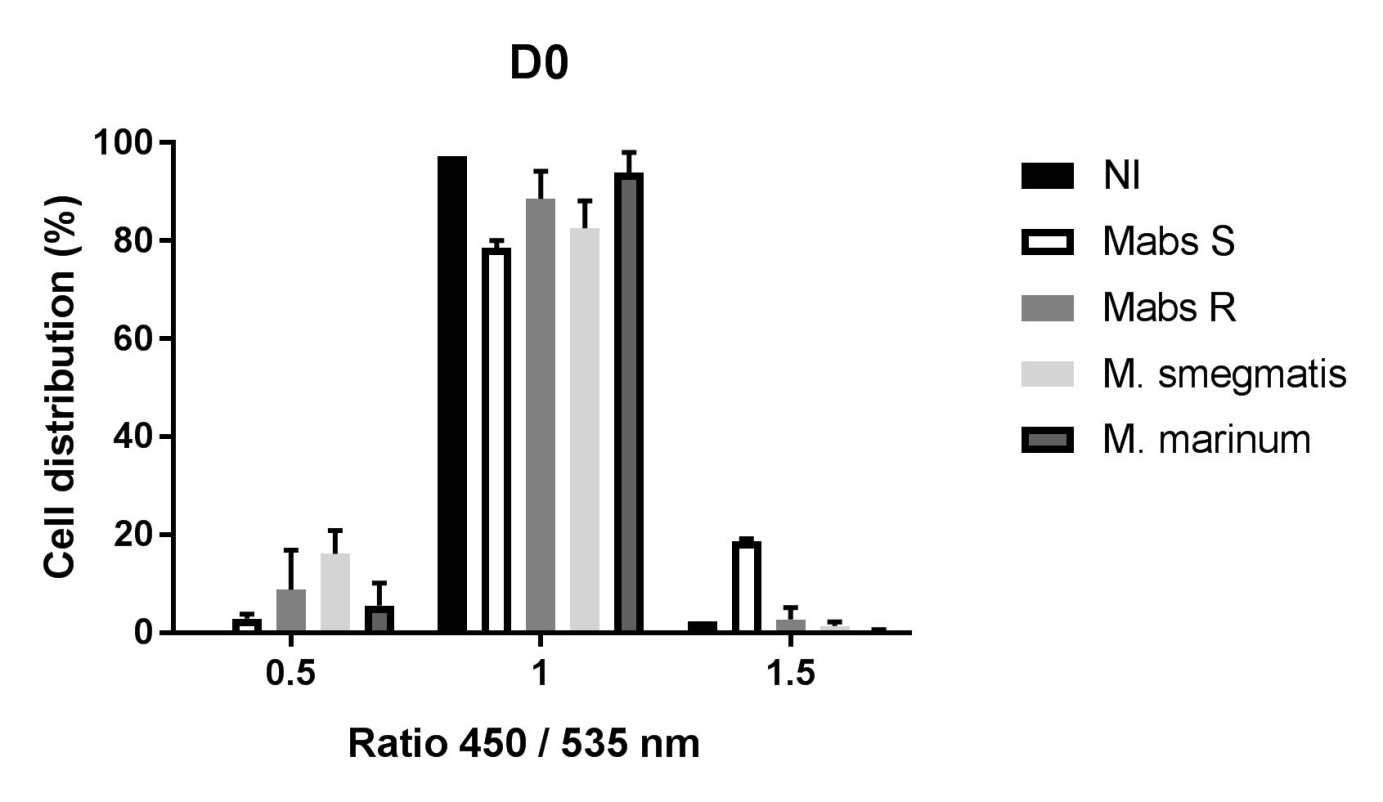 D0
Cell distribution (%)
100
80
60
40
20
0
0.5 1 1.5
Ratio 450 / 535 nm
NI
Mabs S
Mabs R
M. smegmatis
M. marinum